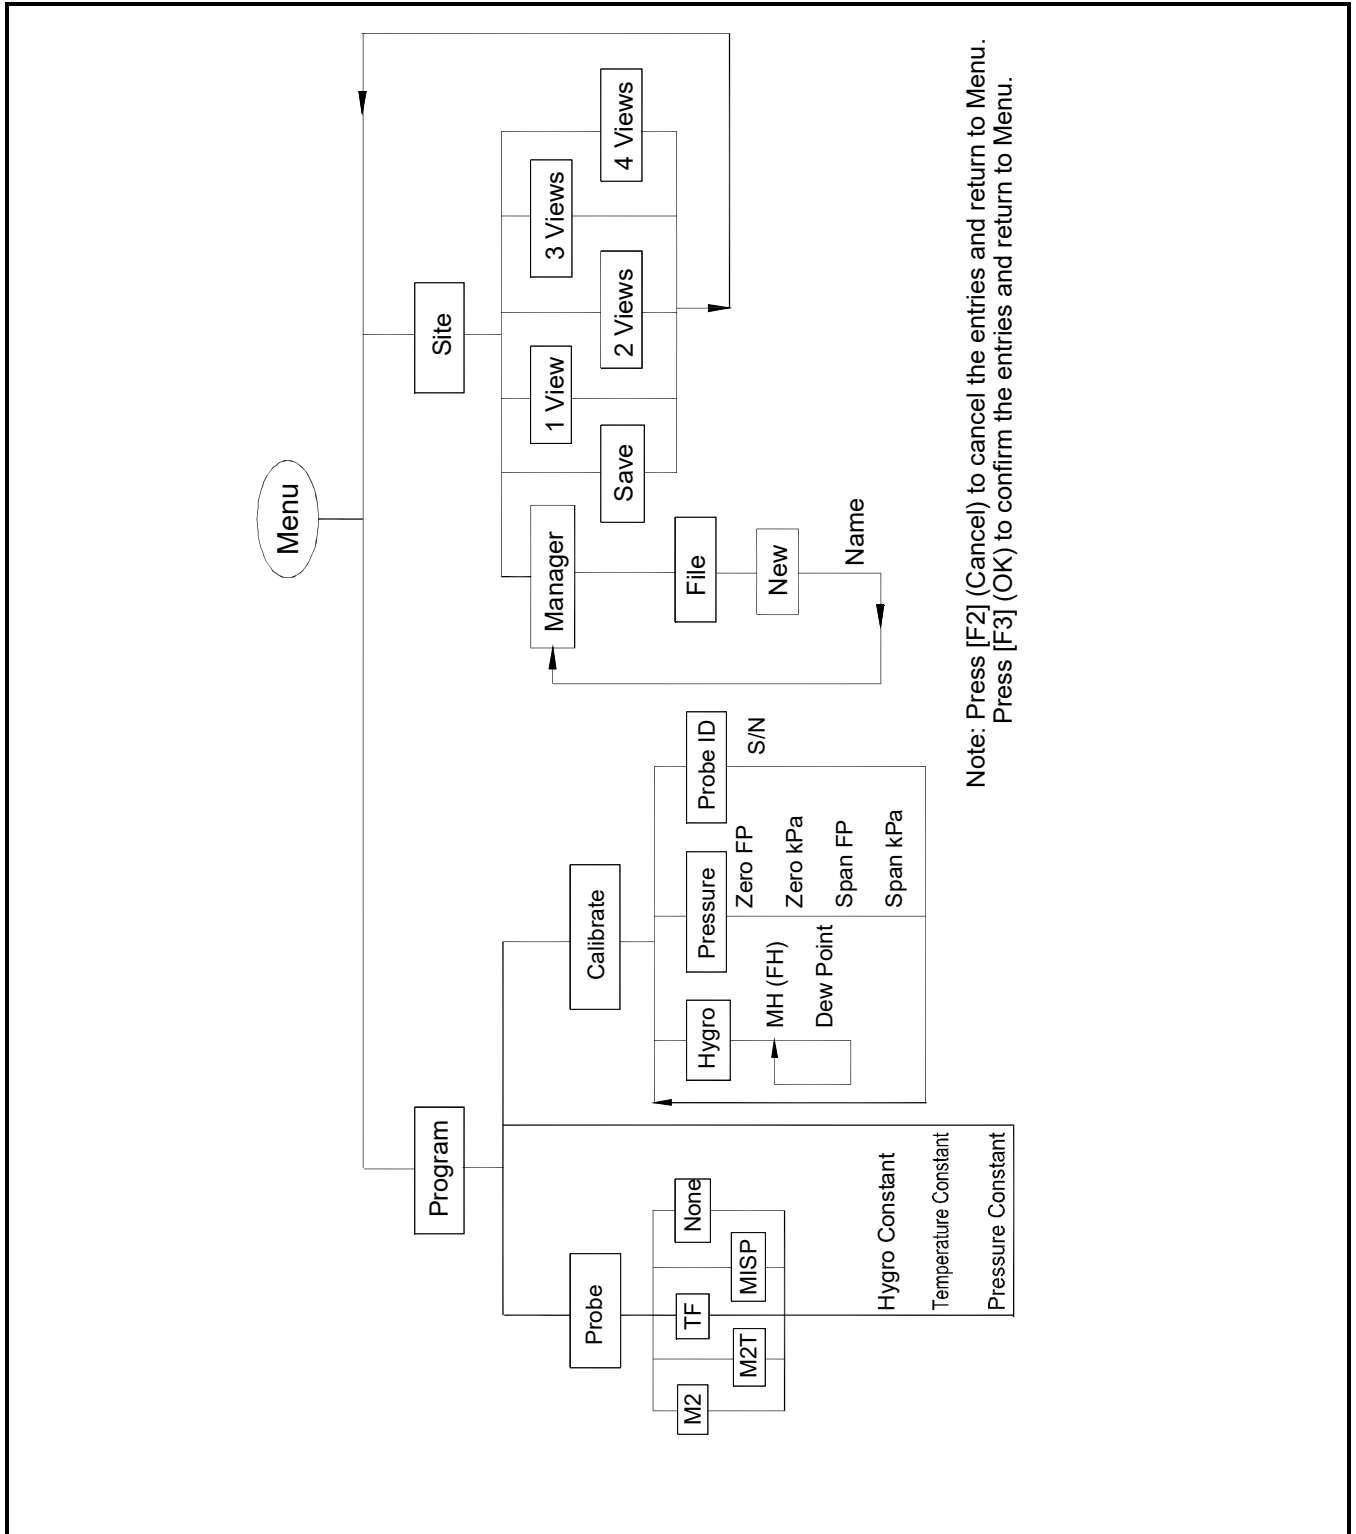 Menu
Program
Site
Probe
Calibrate
M2
M2T
TF
MISP
None
Hygro Constant
Temperature Constant
Pressure Constant
Hygro
Pressure
Probe ID
MH (FH)
Dew Point
Zero FP
Zero kPa
Span FP
Span kPa
S/N
Manager
Save
1 View
2 Views
3 Views
4 Views
File
New
Name
Note: Press [F2] (Cancel) to cancel the entries and return to Menu.
Press [F3] (OK) to confirm the entries and return to Menu.